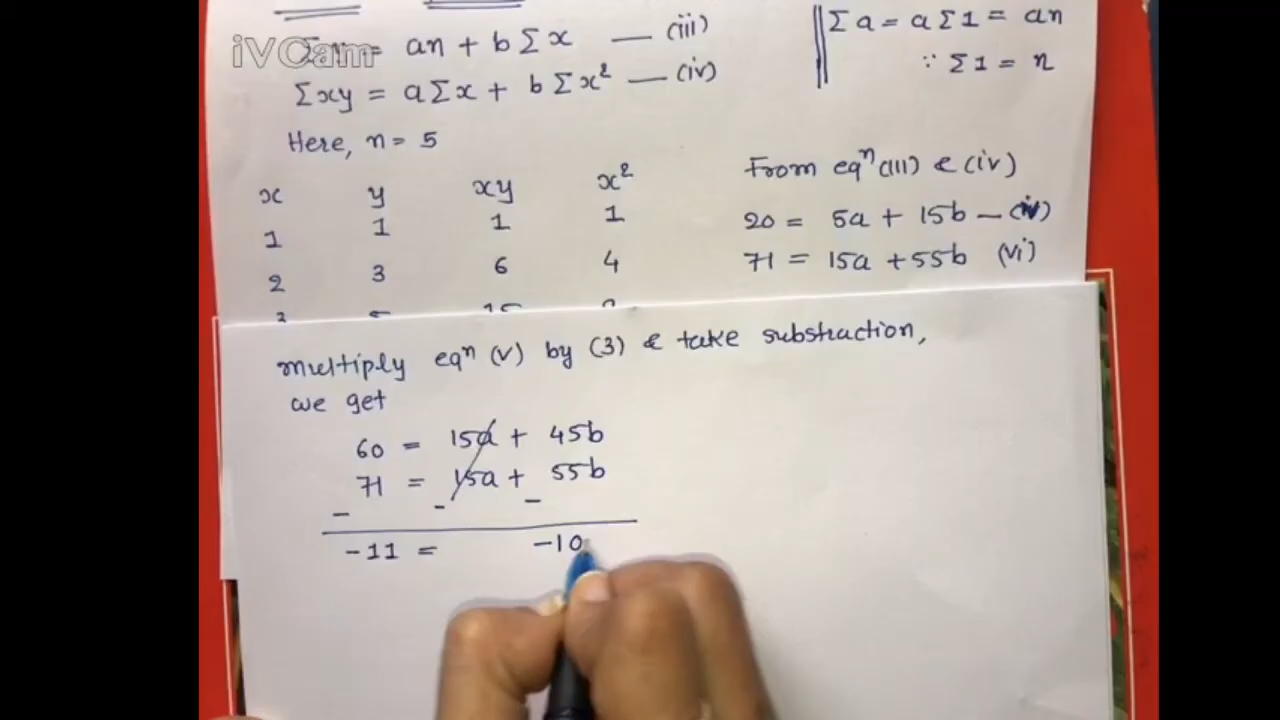 iVCam
= an + b Σx — (iii)
Σxy = aΣx + bΣx² — (iv)
Σa = aΣ1 = an
∵ Σ1 = n
Here, n = 5
x y xy x²
1 1 1 1
2 3 6 4
From eqⁿ (III) & (iv)
20 = 5a + 15b —
71 = 15a + 55b (vi)
Multiply eqⁿ (v) by (3) & take substraction,
we get
60 = 15a + 45b
71 = 15a + 55b
- - -
-11 = -10